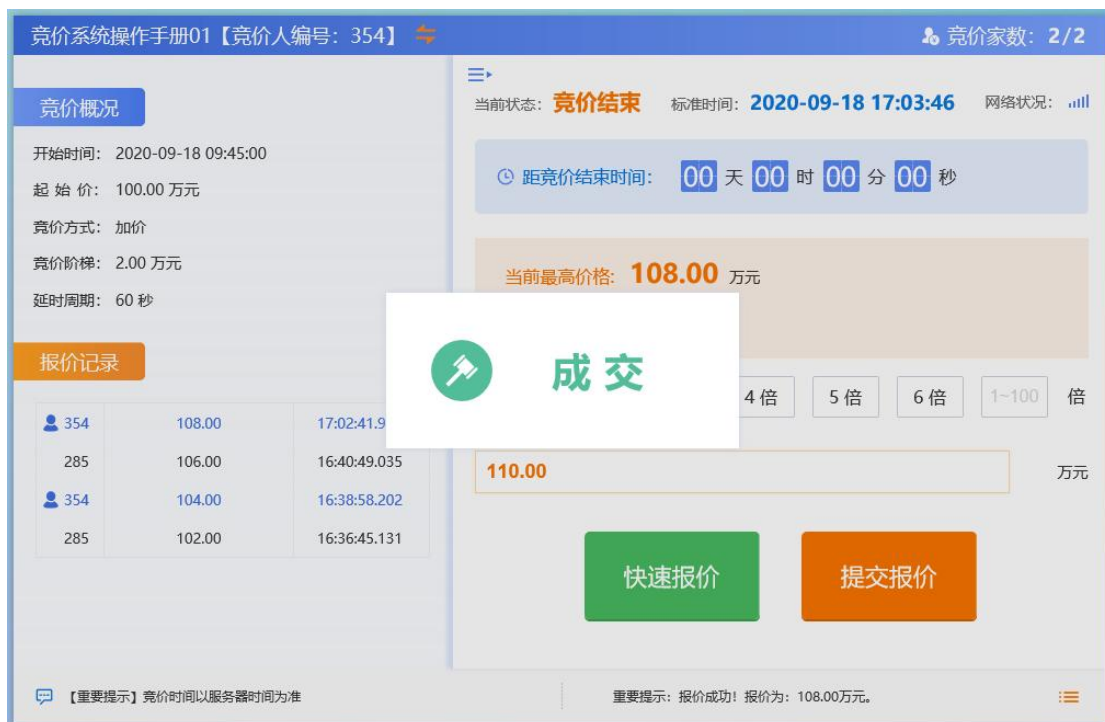 竞价系统操作手册01【竞价人编号：354】
竞价家数：2/2
竞价概况
开始时间：2020-09-18 09:45:00
起 始 价：100.00 万元
竞价方式：加价
竞价阶梯：2.00 万元
延时周期：60 秒
报价记录
354 108.00 17:02:41.9
285 106.00 16:40:49.035
354 104.00 16:38:58.202
285 102.00 16:36:45.131
当前状态：竞价结束 标准时间：2020-09-18 17:03:46 网络状况：
距竞价结束时间：00 天 00 时 00 分 00 秒
当前最高价格：108.00 万元
成交
4 倍 5 倍 6 倍 1~100 倍
110.00 万元
快速报价 提交报价
【重要提示】竞价时间以服务器时间为准
重要提示：报价成功！报价为：108.00万元。